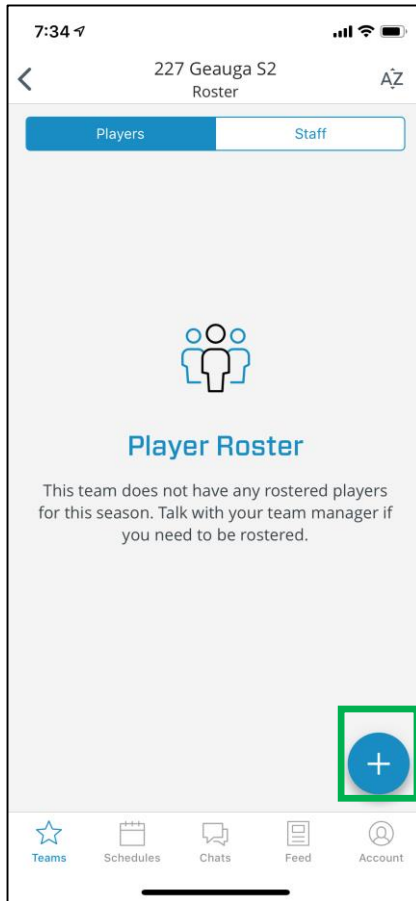 7:34
227 Geauga S2
Roster
AZ
Players Staff
Player Roster
This team does not have any rostered players
for this season. Talk with your team manager if
you need to be rostered.
+
Teams Schedules Chats Feed Account